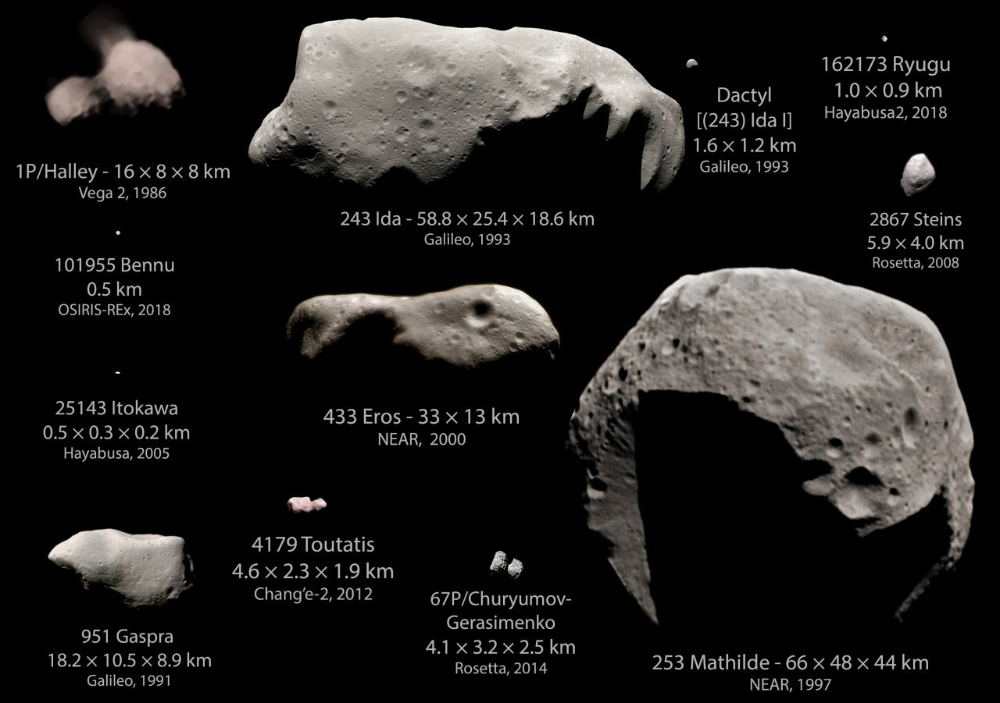 1P/Halley - 16 × 8 × 8 km
Vega 2, 1986
243 Ida - 58.8 × 25.4 × 18.6 km
Galileo, 1993
Dactyl
[(243) Ida I]
1.6 × 1.2 km
Galileo, 1993
162173 Ryugu
1.0 × 0.9 km
Hayabusa2, 2018
2867 Steins
5.9 × 4.0 km
Rosetta, 2008
101955 Bennu
0.5 km
OSIRIS-REx, 2018
25143 Itokawa
0.5 × 0.3 × 0.2 km
Hayabusa, 2005
433 Eros - 33 × 13 km
NEAR, 2000
951 Gaspra
18.2 × 10.5 × 8.9 km
Galileo, 1991
4179 Toutatis
4.6 × 2.3 × 1.9 km
Chang’e-2, 2012
67P/Churyumov-
Gerasimenko
4.1 × 3.2 × 2.5 km
Rosetta, 2014
253 Mathilde - 66 × 48 × 44 km
NEAR, 1997